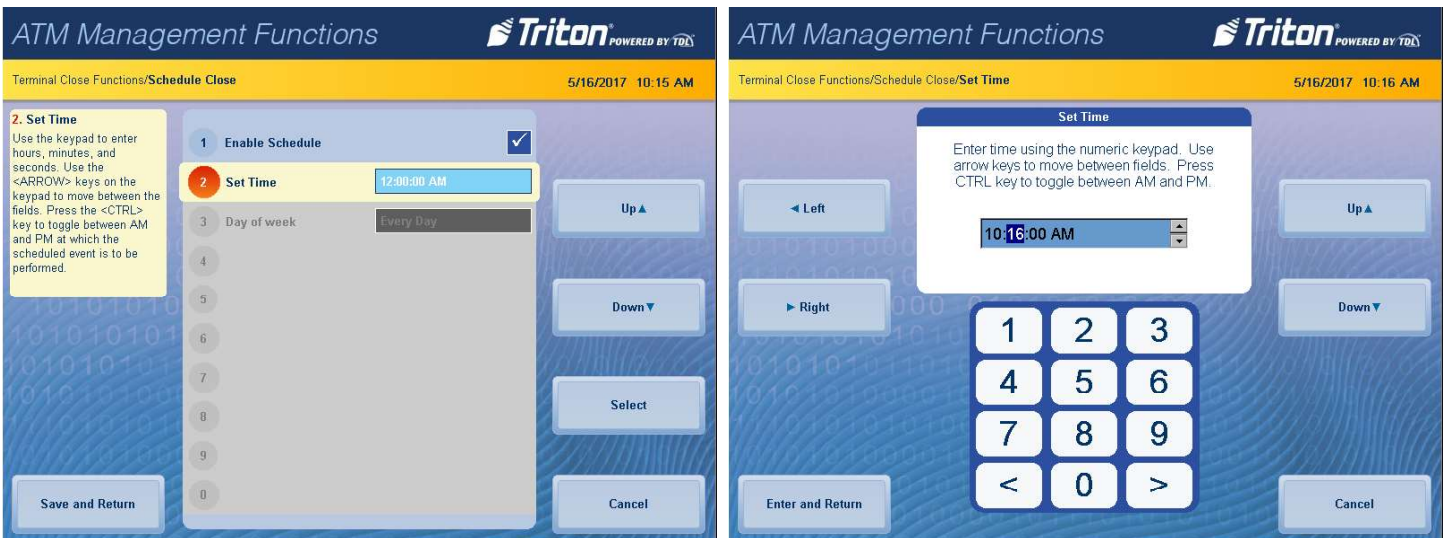 ATM Management Functions
Triton POWERED BY TDL
Terminal Close Functions/Schedule Close
5/16/2017 10:15 AM
2. Set Time
Use the keypad to enter
hours, minutes, and
seconds. Use the
<ARROW> keys on the
keypad to move between the
fields. Press the <CTRL>
key to toggle between AM
and PM at which the
scheduled event is to be
performed.
1 Enable Schedule
2 Set Time 12:00:00 AM
3 Day of week Every Day
4
5
6
7
8
9
0
Up▲
Down▼
Select
Save and Return
Cancel
ATM Management Functions
Triton POWERED BY TDL
Terminal Close Functions/Schedule Close/Set Time
5/16/2017 10:16 AM
Set Time
Enter time using the numeric keypad. Use
arrow keys to move between fields. Press
CTRL key to toggle between AM and PM.
10:16:00 AM
◄ Left
► Right
Up▲
Down▼
1 2 3
4 5 6
7 8 9
< 0 >
Enter and Return
Cancel